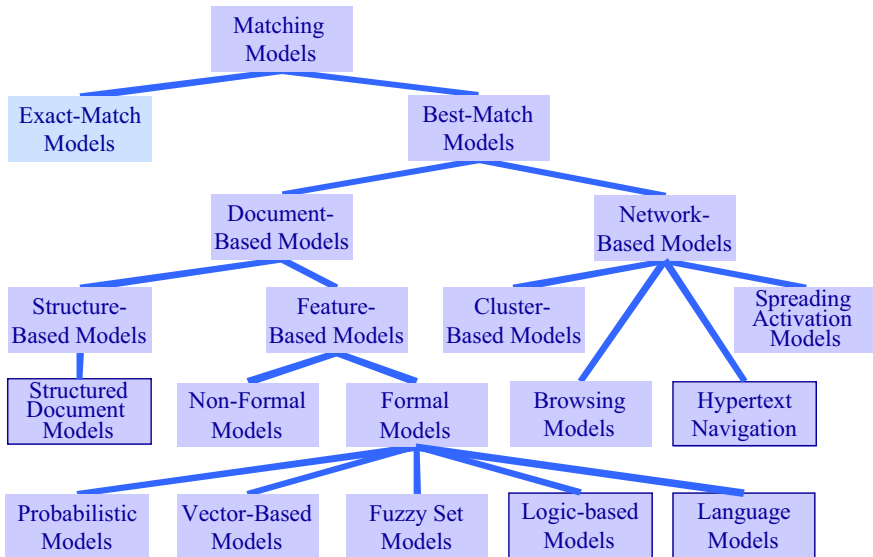 Matching
Models
Exact-Match
Models
Best-Match
Models
Document-
Based Models
Network-
Based Models
Structure-
Based Models
Feature-
Based Models
Cluster-
Based Models
Spreading
Activation
Models
Structured
Document
Models
Non-Formal
Models
Formal
Models
Browsing
Models
Hypertext
Navigation
Probabilistic
Models
Vector-Based
Models
Fuzzy Set
Models
Logic-based
Models
Language
Models